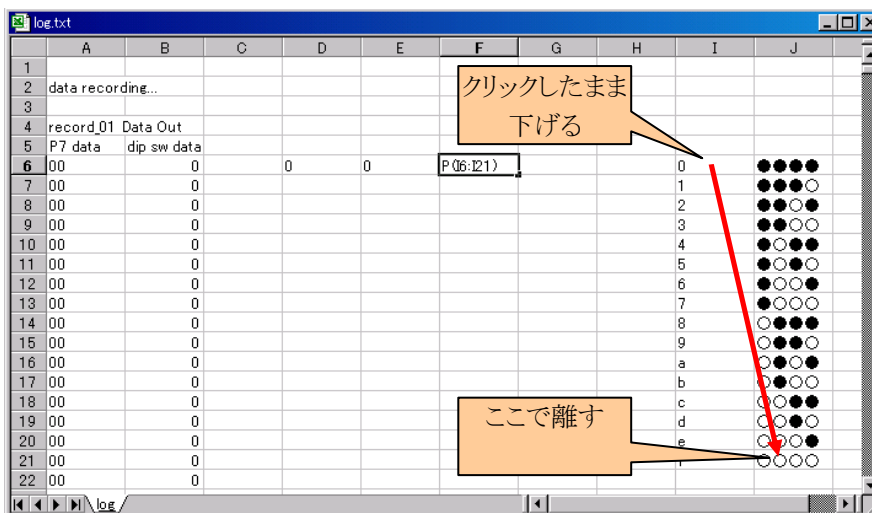 log.txt
A B C D E F G H I J
1
2 data recording...
3
4 record_01 Data Out
5 P7 data dip sw data
6 00 0 0 0 P(I6:I21) 0 ●●●●
7 00 0 1 ●●●○
8 00 0 2 ●●○●
9 00 0 3 ●●○○
10 00 0 4 ●○●●
11 00 0 5 ●○●○
12 00 0 6 ●○○●
13 00 0 7 ●○○○
14 00 0 8 ○●●●
15 00 0 9 ○●●○
16 00 0 a ○●○●
17 00 0 b ○●○○
18 00 0 c ○○●●
19 00 0 d ○○●○
20 00 0 e ○○○●
21 00 0 ○○○○
22 00 0
クリックしたまま
下げる
ここで離す
log